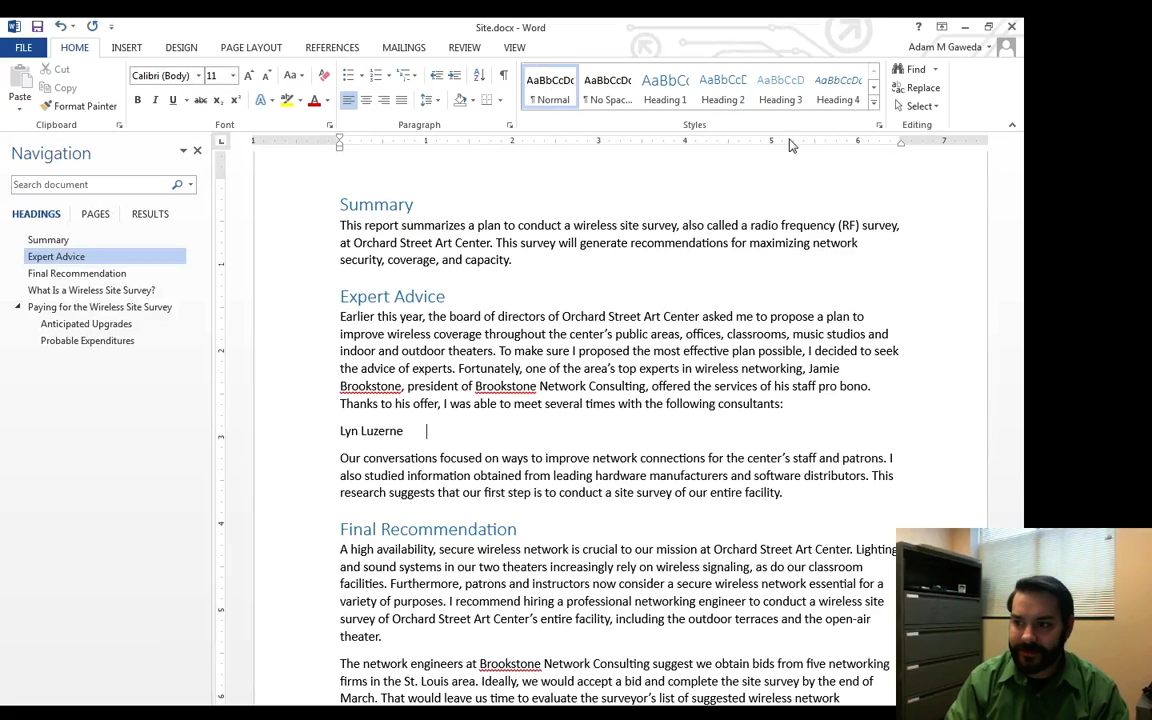 Site.docx - Word
?
FILE HOME INSERT DESIGN PAGE LAYOUT REFERENCES MAILINGS REVIEW VIEW
Adam M Gaweda
Paste
Cut
Copy
Format Painter
Clipboard
Calibri (Body) 11
Font
Paragraph
AaBbCcDc AaBbCcDc AaBbCc AaBbCcD AaBbCcD AaBbCcDc
¶ Normal ¶ No Spac... Heading 1 Heading 2 Heading 3 Heading 4
Styles
Find
Replace
Select
Editing
1 1 2 3 4 5 6 7
Navigation
Search document
HEADINGS PAGES RESULTS
Summary
Expert Advice
Final Recommendation
What Is a Wireless Site Survey?
Paying for the Wireless Site Survey
Anticipated Upgrades
Probable Expenditures
1
2
3
4
5
6
Summary
This report summarizes a plan to conduct a wireless site survey, also called a radio frequency (RF) survey,
at Orchard Street Art Center. This survey will generate recommendations for maximizing network
security, coverage, and capacity.
Expert Advice
Earlier this year, the board of directors of Orchard Street Art Center asked me to propose a plan to
improve wireless coverage throughout the center's public areas, offices, classrooms, music studios and
indoor and outdoor theaters. To make sure I proposed the most effective plan possible, I decided to seek
the advice of experts. Fortunately, one of the area's top experts in wireless networking, Jamie
Brookstone, president of Brookstone Network Consulting, offered the services of his staff pro bono.
Thanks to his offer, I was able to meet several times with the following consultants:
Lyn Luzerne
Our conversations focused on ways to improve network connections for the center's staff and patrons. I
also studied information obtained from leading hardware manufacturers and software distributors. This
research suggests that our first step is to conduct a site survey of our entire facility.
Final Recommendation
A high availability, secure wireless network is crucial to our mission at Orchard Street Art Center. Lighting
and sound systems in our two theaters increasingly rely on wireless signaling, as do our classroom
facilities. Furthermore, patrons and instructors now consider a secure wireless network essential for a
variety of purposes. I recommend hiring a professional networking engineer to conduct a wireless site
survey of Orchard Street Art Center's entire facility, including the outdoor terraces and the open-air
theater.
The network engineers at Brookstone Network Consulting suggest we obtain bids from five networking
firms in the St. Louis area. Ideally, we would accept a bid and complete the site survey by the end of
March. That would leave us time to evaluate the surveyor's list of suggested wireless network